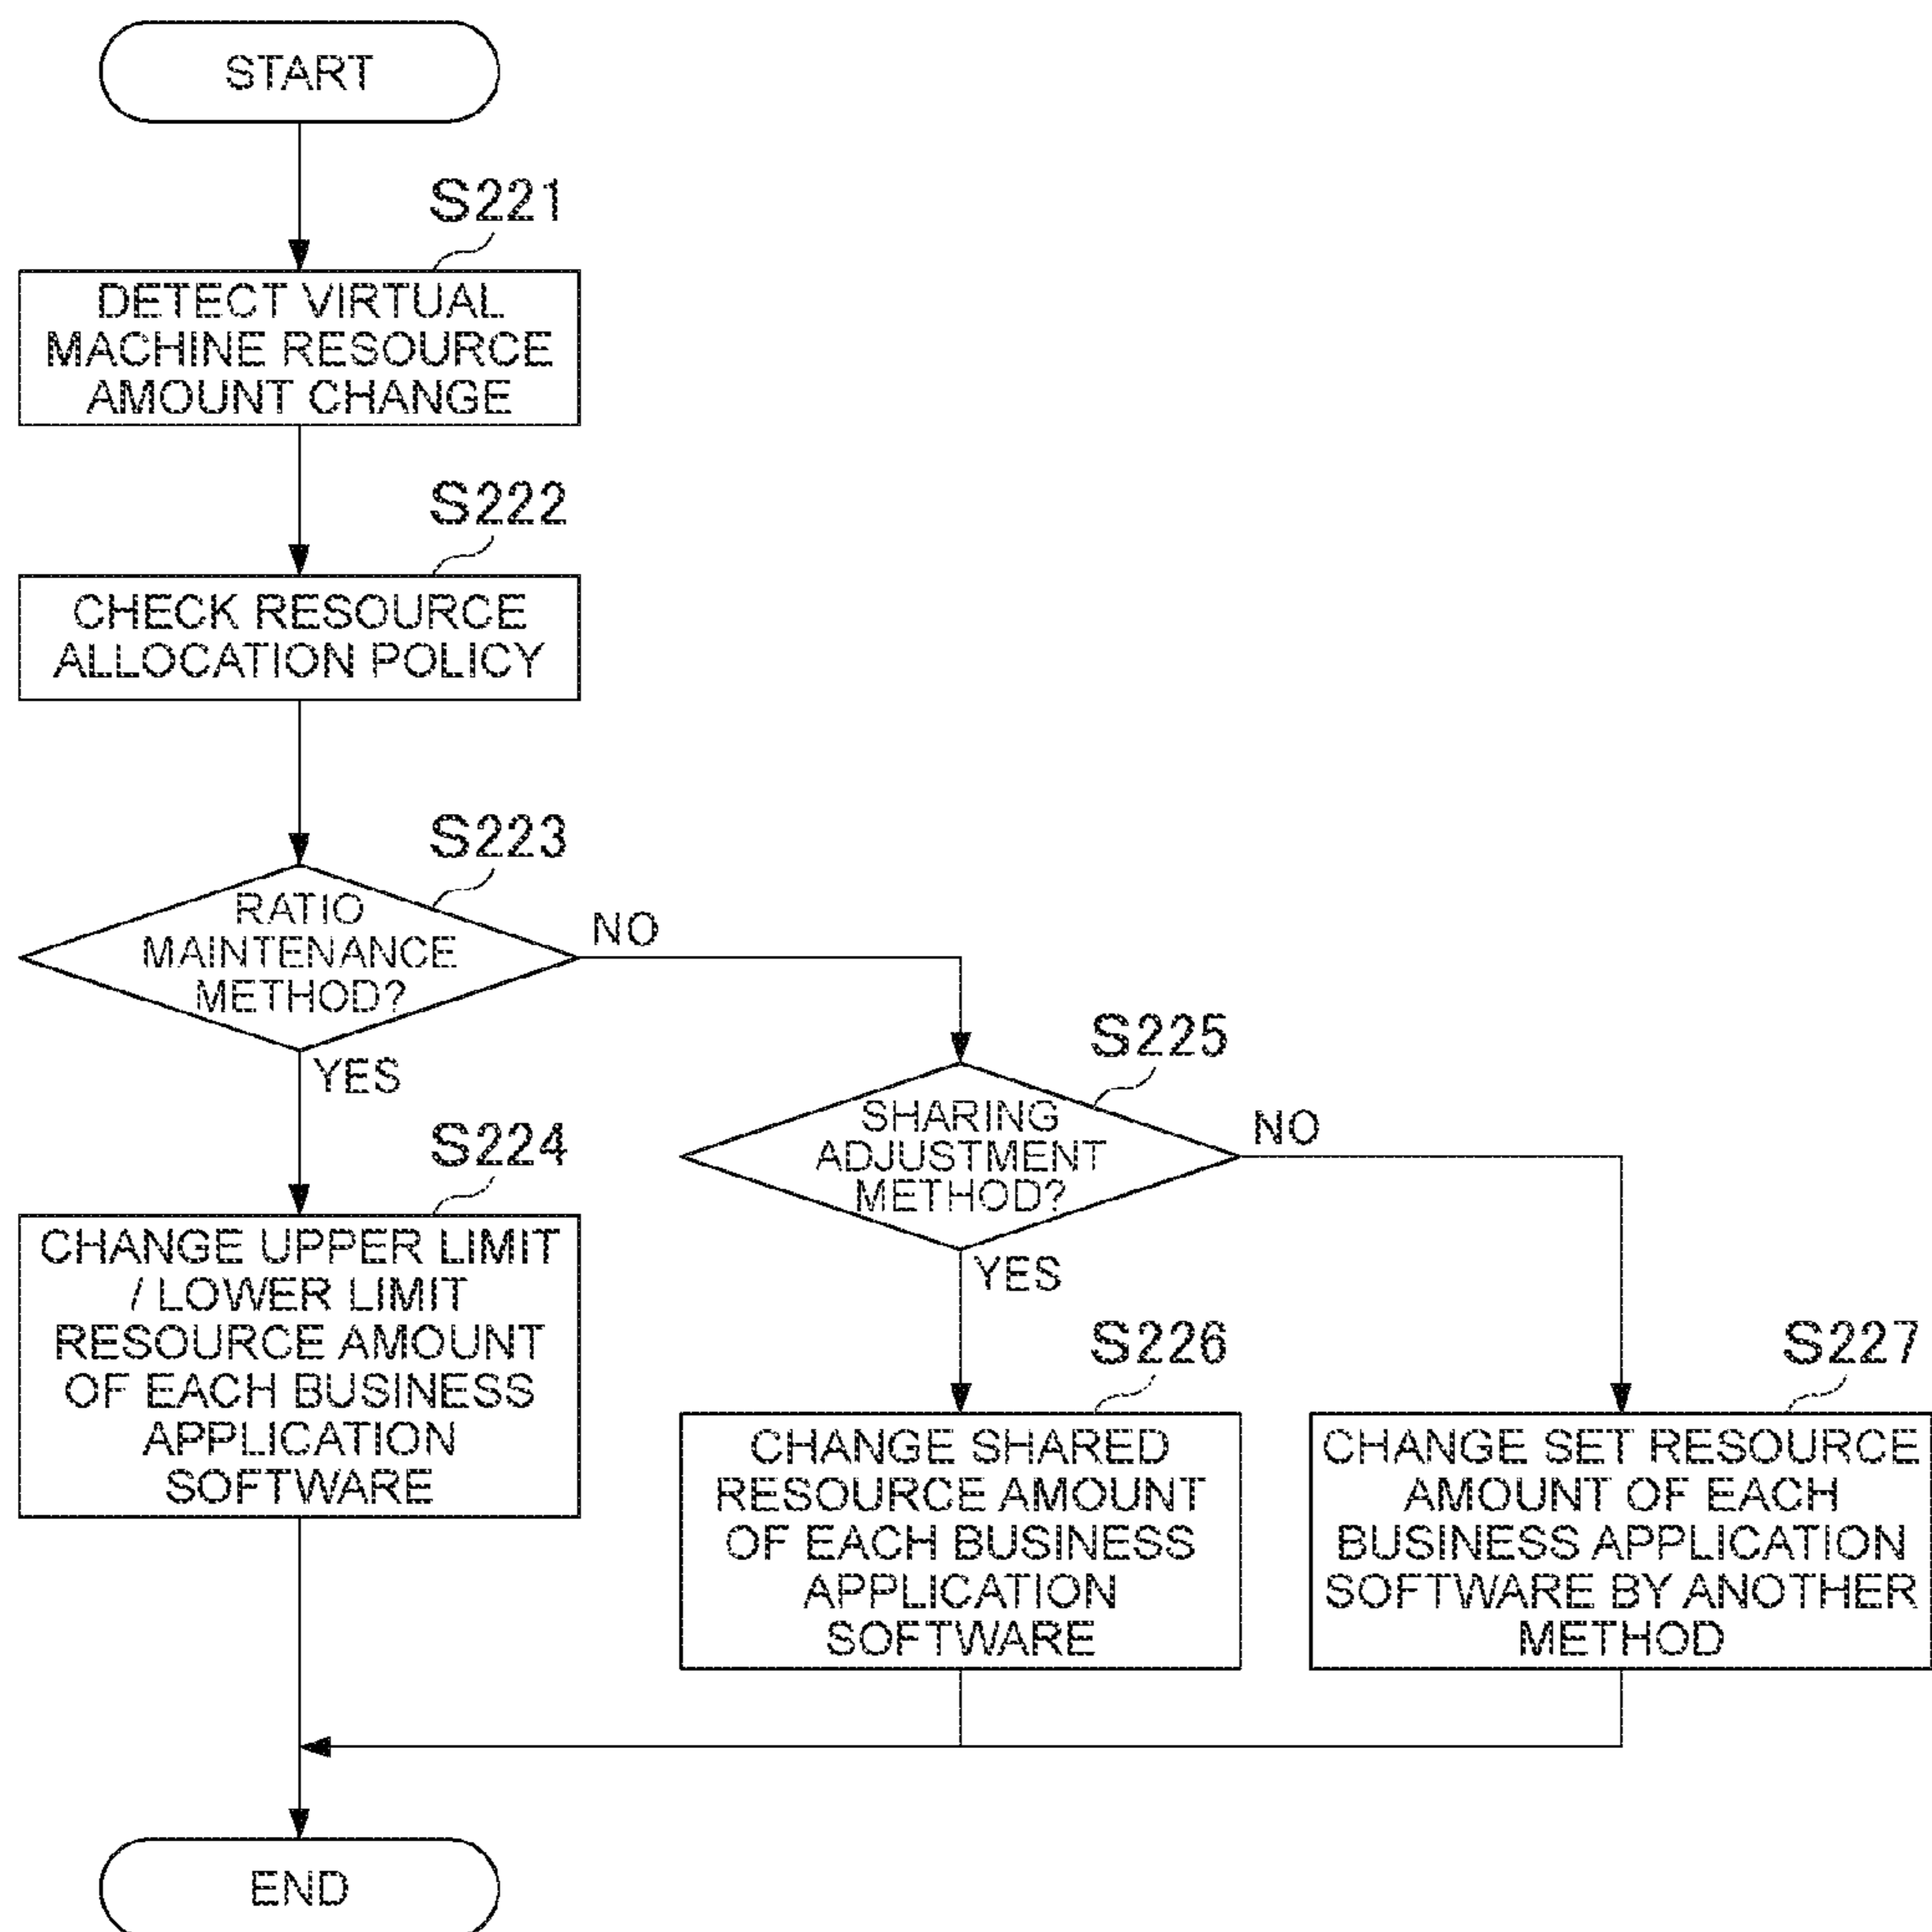 START
S221
DETECT VIRTUAL
MACHINE RESOURCE
AMOUNT CHANGE
S222
CHECK RESOURCE
ALLOCATION POLICY
S223
RATIO
MAINTENANCE
METHOD?
NO
YES
S224
CHANGE UPPER LIMIT
/ LOWER LIMIT
RESOURCE AMOUNT
OF EACH BUSINESS
APPLICATION
SOFTWARE
S225
SHARING
ADJUSTMENT
METHOD?
NO
YES
S226
CHANGE SHARED
RESOURCE AMOUNT
OF EACH BUSINESS
APPLICATION
SOFTWARE
S227
CHANGE SET RESOURCE
AMOUNT OF EACH
BUSINESS APPLICATION
SOFTWARE BY ANOTHER
METHOD
END